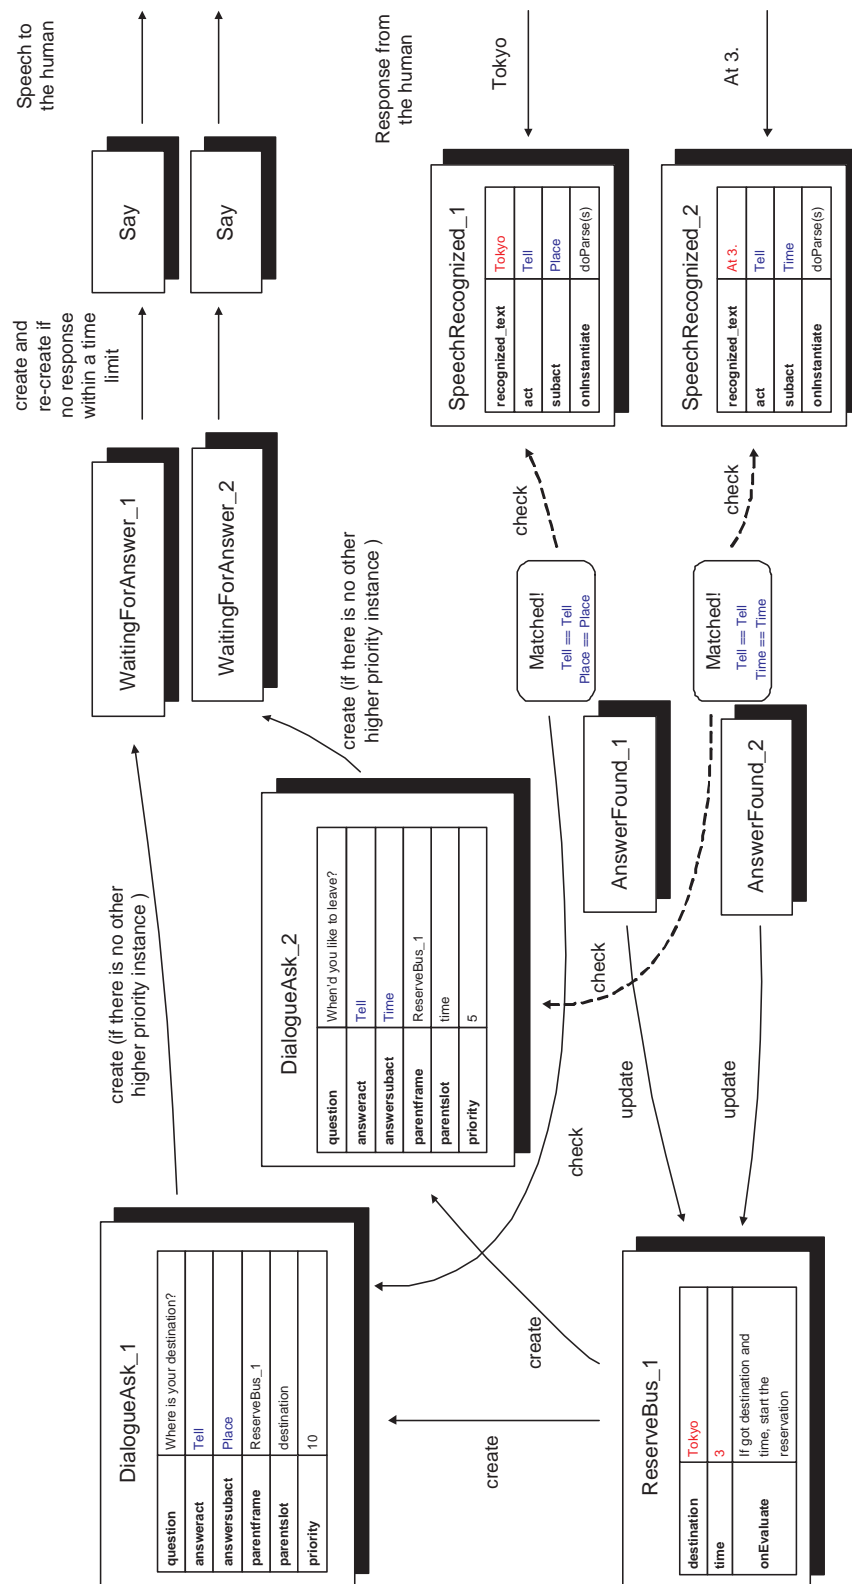 DialogueAsk_1
question Where is your destination?
answeract Tell
answersubact Place
parentframe ReserveBus_1
parentslot destination
priority 10
create (if there is no other
higher priority instance )
WaitingForAnswer_1
create and
re-create if
no response
within a time
limit
Say
Speech to
the human
WaitingForAnswer_2
Say
create (if there is no other
higher priority instance )
DialogueAsk_2
question When'd you like to leave?
answeract Tell
answersubact Time
parentframe ReserveBus_1
parentslot time
priority 5
create
create
check
check
Matched!
Tell == Tell
Place == Place
check
SpeechRecognized_1
recognized_text Tokyo
act Tell
subact Place
onInstantiate doParse(s)
Response from
the human
Tokyo
AnswerFound_1
update
ReserveBus_1
destination Tokyo
time 3
onEvaluate If got destination and
time, start the
reservation
update
AnswerFound_2
Matched!
Tell == Tell
Time == Time
check
SpeechRecognized_2
recognized_text At 3.
act Tell
subact Time
onInstantiate doParse(s)
At 3.